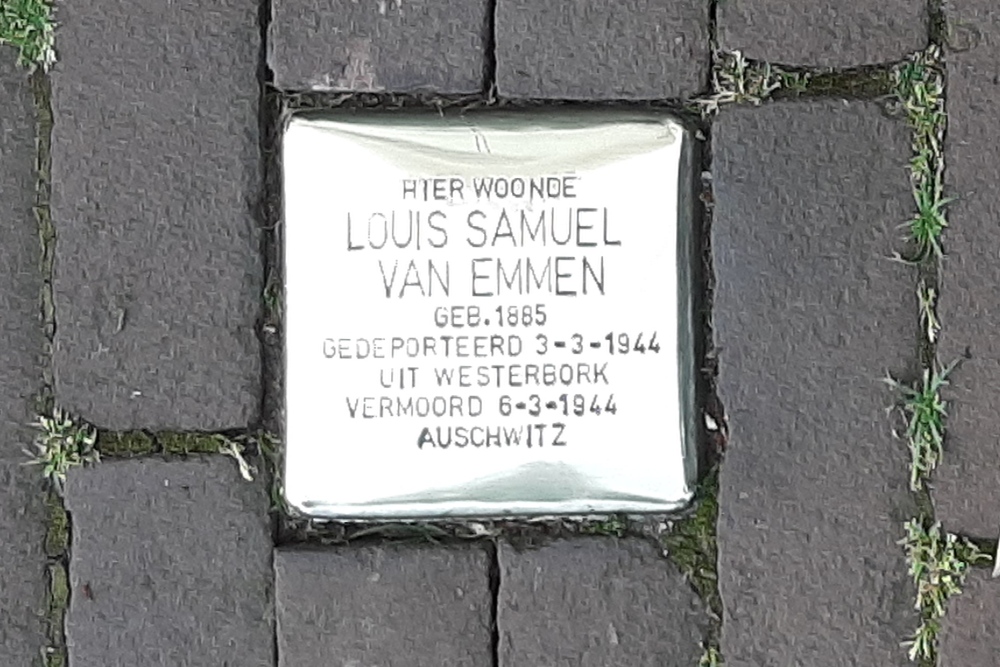 HIER WOONDE
LOUIS SAMUEL
VAN EMMEN
GEB.1885
GEDEPORTEERD 3-3-1944
UIT WESTERBORK
VERMOORD 6-3-1944
AUSCHWITZ